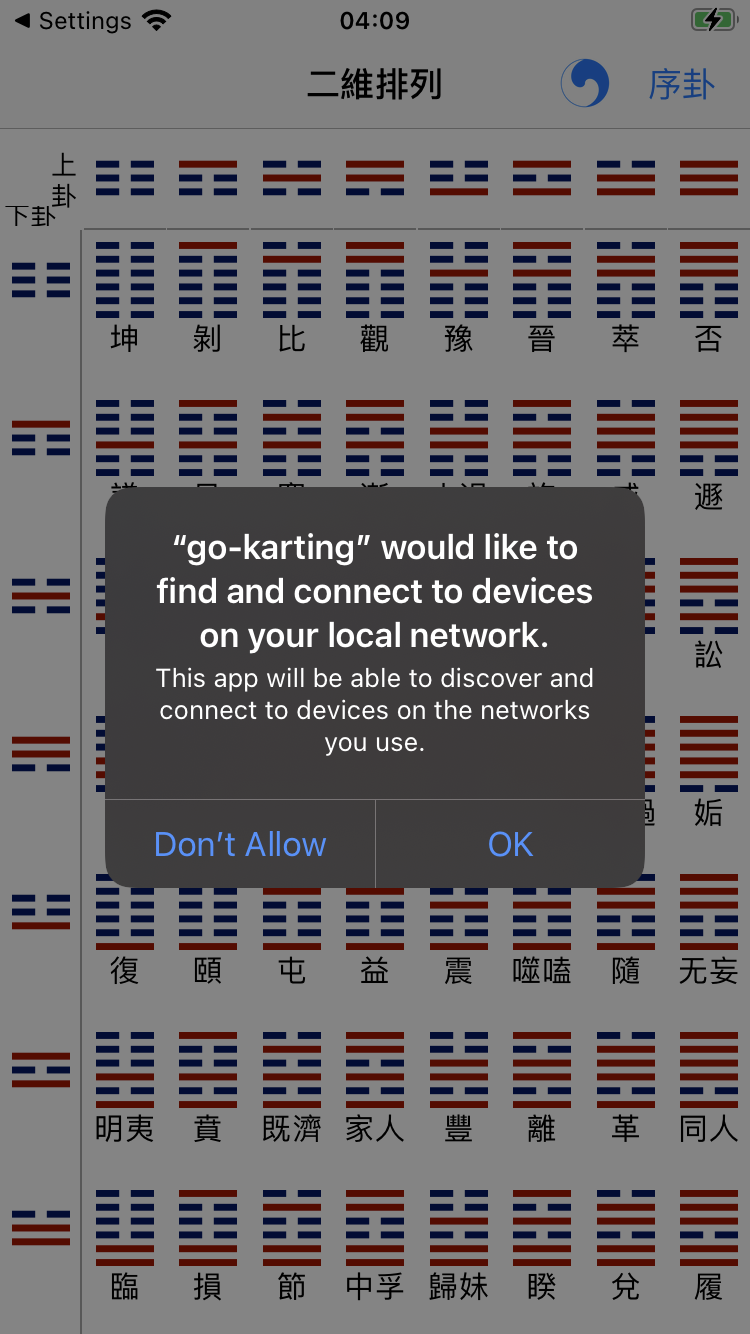 ◀ Settings 04:09
二維排列 序卦
上
卦
下卦
坤 剝 比 觀 豫 晉 萃 否
遯
“go-karting” would like to
find and connect to devices
on your local network.
This app will be able to discover and
connect to devices on the networks
you use.
訟
姤
Don’t Allow OK
復 頤 屯 益 震 噬嗑 隨 无妄
明夷 賁 既濟 家人 豐 離 革 同人
臨 損 節 中孚 歸妹 睽 兌 履